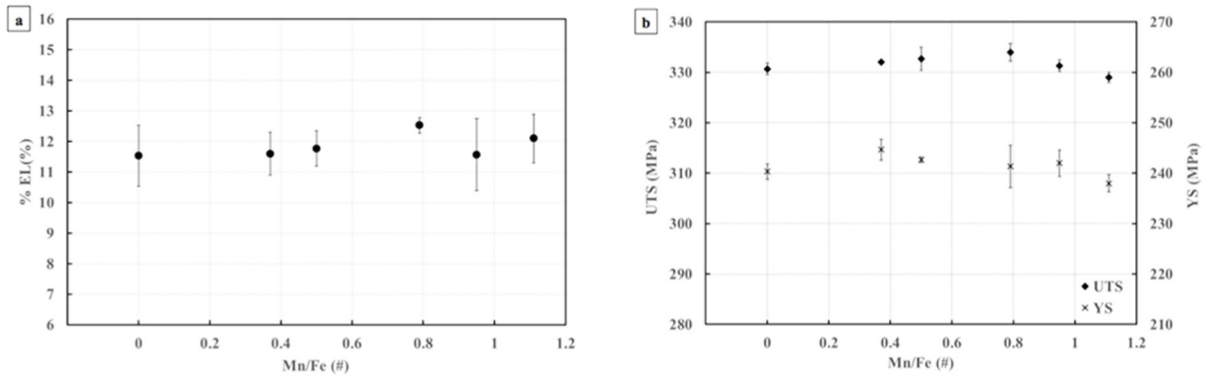 a
16
15
14
13
12
11
10
9
8
7
6
% EL(%)
0 0.2 0.4 0.6 0.8 1 1.2
Mn/Fe (#)
b
340
330
320
310
300
290
280
UTS (MPa)
270
260
250
240
230
220
210
YS (MPa)
UTS
YS
0 0.2 0.4 0.6 0.8 1 1.2
Mn/Fe (#)